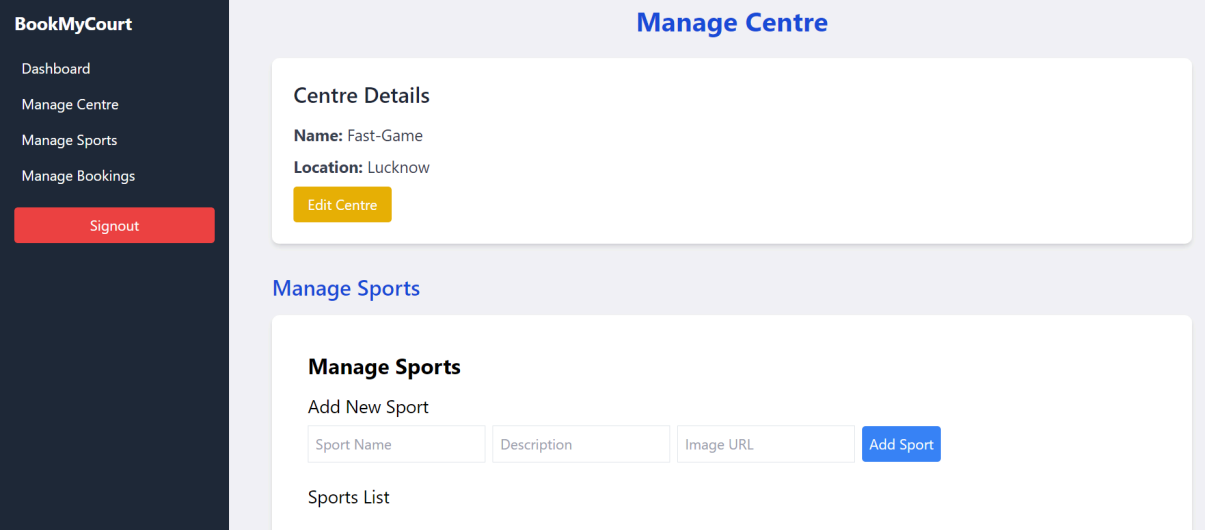 BookMyCourt
Dashboard
Manage Centre
Manage Sports
Manage Bookings
Signout
Manage Centre
Centre Details
Name: Fast-Game
Location: Lucknow
Edit Centre
Manage Sports
Manage Sports
Add New Sport
Sport Name Description Image URL Add Sport
Sports List